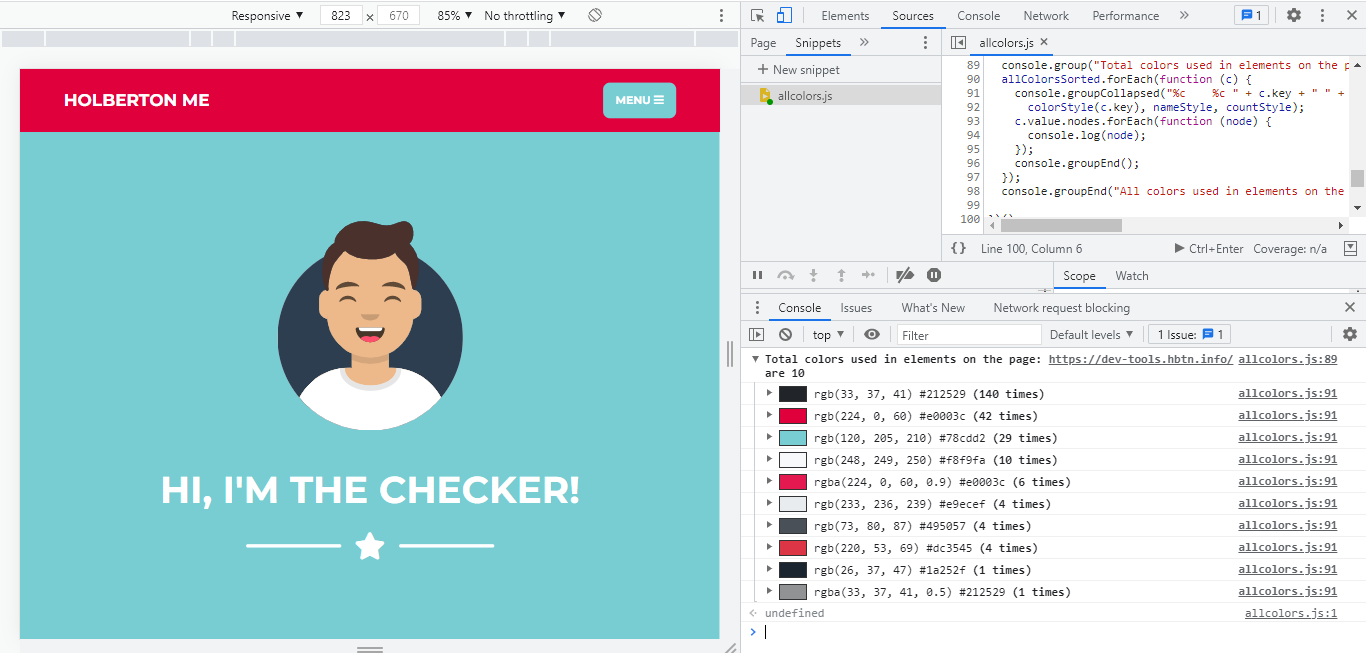 Responsive ▼ 823 × 670 85% ▼ No throttling ▼
HOLBERTON ME
MENU ☰
HI, I'M THE CHECKER!
Elements Sources Console Network Performance » 1
Page Snippets »
+ New snippet
allcolors.js
allcolors.js ×
89 console.group("Total colors used in elements on the p
90 allColorsSorted.forEach(function (c) {
91 console.groupCollapsed("%c    %c " + c.key + " " +
92 colorStyle(c.key), nameStyle, countStyle);
93 c.value.nodes.forEach(function (node) {
94 console.log(node);
95 });
96 console.groupEnd();
97 });
98 console.groupEnd("All colors used in elements on the
99
100 })()
{} Line 100, Column 6 ▶ Ctrl+Enter Coverage: n/a
Scope Watch
Console Issues What's New Network request blocking
top ▼ Filter Default levels ▼ 1 Issue: 1
▼ Total colors used in elements on the page: https://dev-tools.hbtn.info/ allcolors.js:89
are 10
rgb(33, 37, 41) #212529 (140 times) allcolors.js:91
rgb(224, 0, 60) #e0003c (42 times) allcolors.js:91
rgb(120, 205, 210) #78cdd2 (29 times) allcolors.js:91
rgb(248, 249, 250) #f8f9fa (10 times) allcolors.js:91
rgba(224, 0, 60, 0.9) #e0003c (6 times) allcolors.js:91
rgb(233, 236, 239) #e9ecef (4 times) allcolors.js:91
rgb(73, 80, 87) #495057 (4 times) allcolors.js:91
rgb(220, 53, 69) #dc3545 (4 times) allcolors.js:91
rgb(26, 37, 47) #1a252f (1 times) allcolors.js:91
rgba(33, 37, 41, 0.5) #212529 (1 times) allcolors.js:91
undefined allcolors.js:1